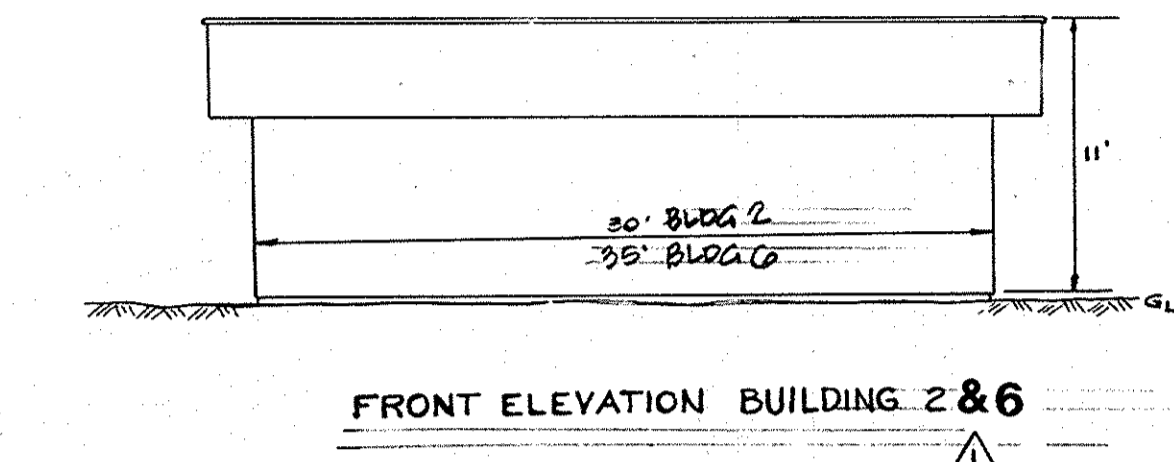 11'
30' BLDG 2
35' BLDG 6
GL
FRONT ELEVATION BUILDING 2 & 6
1